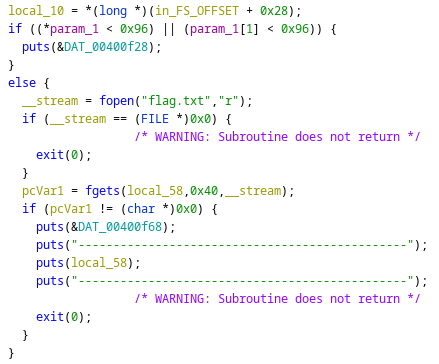 local_10 = *(long *)(in_FS_OFFSET + 0x28);
if ((*param_1 < 0x96) || (param_1[1] < 0x96)) {
  puts(&DAT_00400f28);
}
else {
  __stream = fopen("flag.txt","r");
  if (__stream == (FILE *)0x0) {
                    /* WARNING: Subroutine does not return */
    exit(0);
  }
  pcVar1 = fgets(local_58,0x40,__stream);
  if (pcVar1 != (char *)0x0) {
    puts(&DAT_00400f68);
    puts("-----------------------------------------------");
    puts(local_58);
    puts("-----------------------------------------------");
                    /* WARNING: Subroutine does not return */
    exit(0);
  }
}